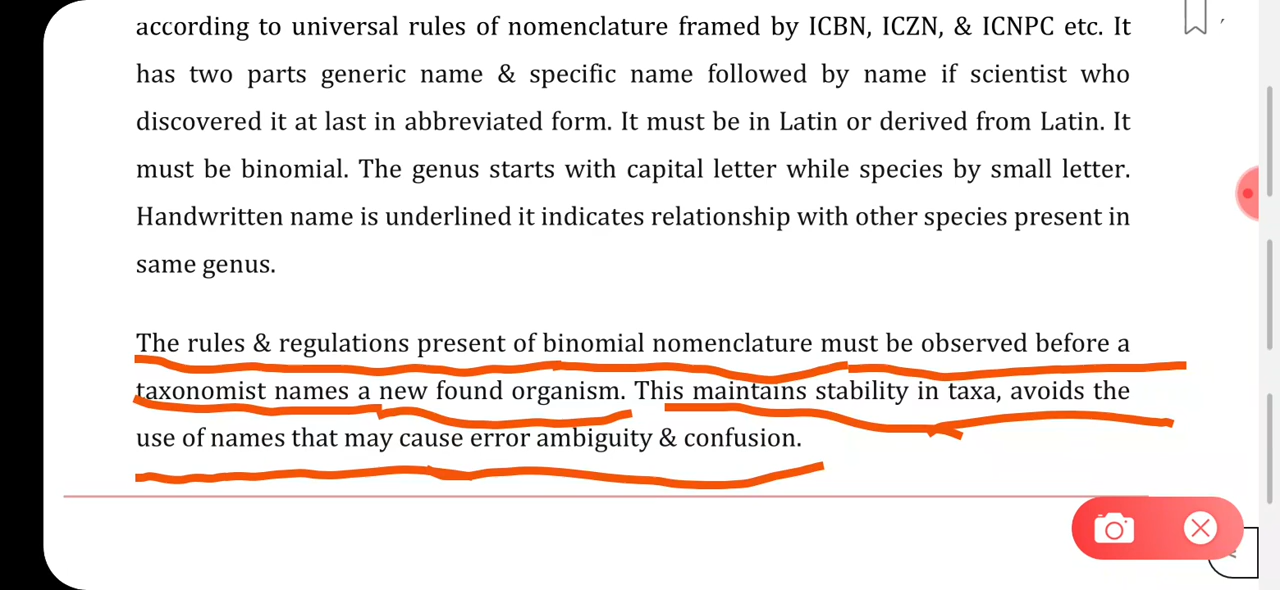 according to universal rules of nomenclature framed by ICBN, ICZN, & ICNPC etc. It
has two parts generic name & specific name followed by name if scientist who
discovered it at last in abbreviated form. It must be in Latin or derived from Latin. It
must be binomial. The genus starts with capital letter while species by small letter.
Handwritten name is underlined it indicates relationship with other species present in
same genus.
The rules & regulations present of binomial nomenclature must be observed before a
taxonomist names a new found organism. This maintains stability in taxa, avoids the
use of names that may cause error ambiguity & confusion.